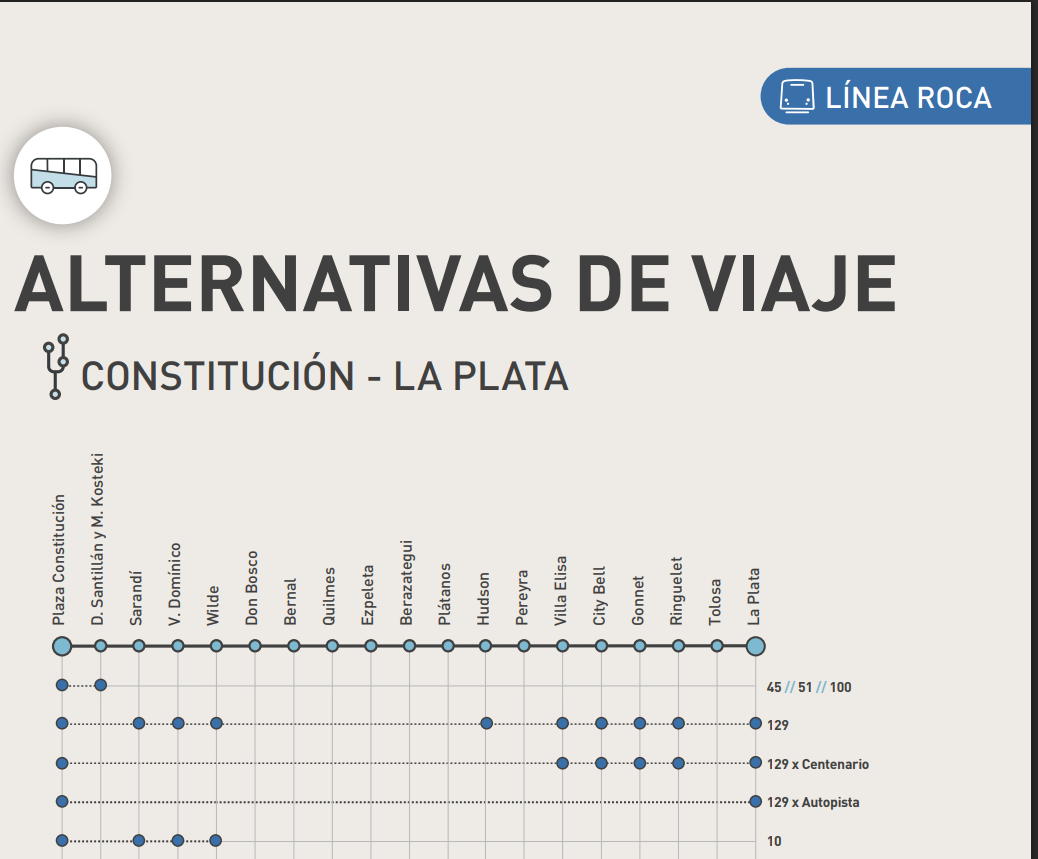 LÍNEA ROCA
ALTERNATIVAS DE VIAJE
CONSTITUCIÓN - LA PLATA
Plaza Constitución
D. Santillán y M. Kosteki
Sarandí
V. Domínico
Wilde
Don Bosco
Bernal
Quilmes
Ezpeleta
Berazategui
Plátanos
Hudson
Pereyra
Villa Elisa
City Bell
Gonnet
Ringuelet
Tolosa
La Plata
45 // 51 // 100
129
129 x Centenario
129 x Autopista
10